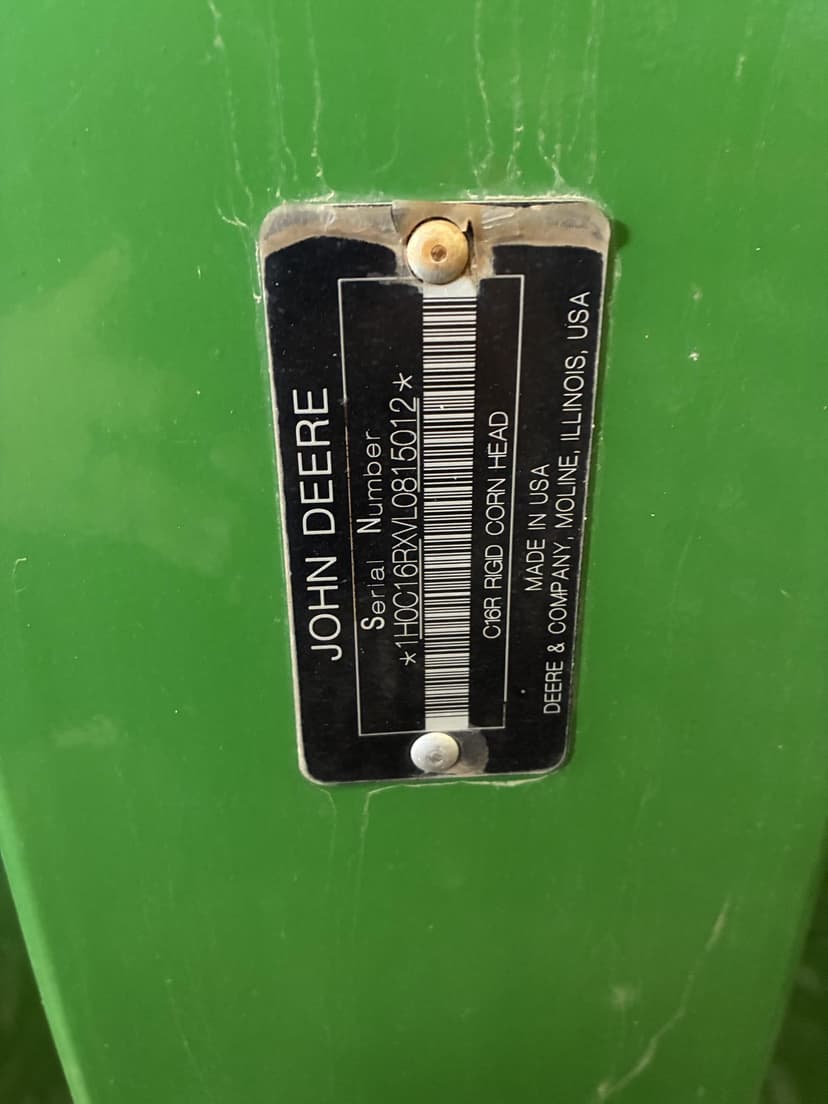 JOHN DEERE
Serial Number
*1H0C16RXVL0815012*
C16R RIGID CORN HEAD
MADE IN USA
DEERE & COMPANY, MOLINE, ILLINOIS, USA